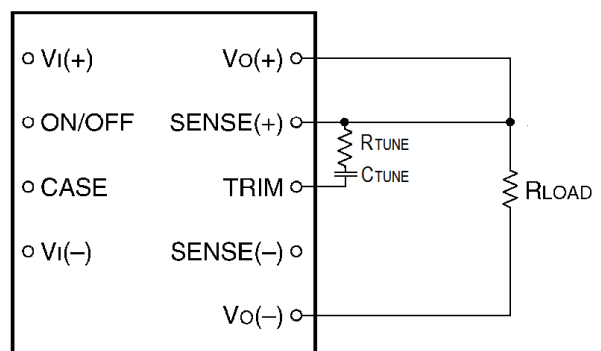 VI(+)
VO(+)
ON/OFF
SENSE(+)
RTUNE
CTUNE
CASE
TRIM
RLOAD
VI(–)
SENSE(–)
VO(–)